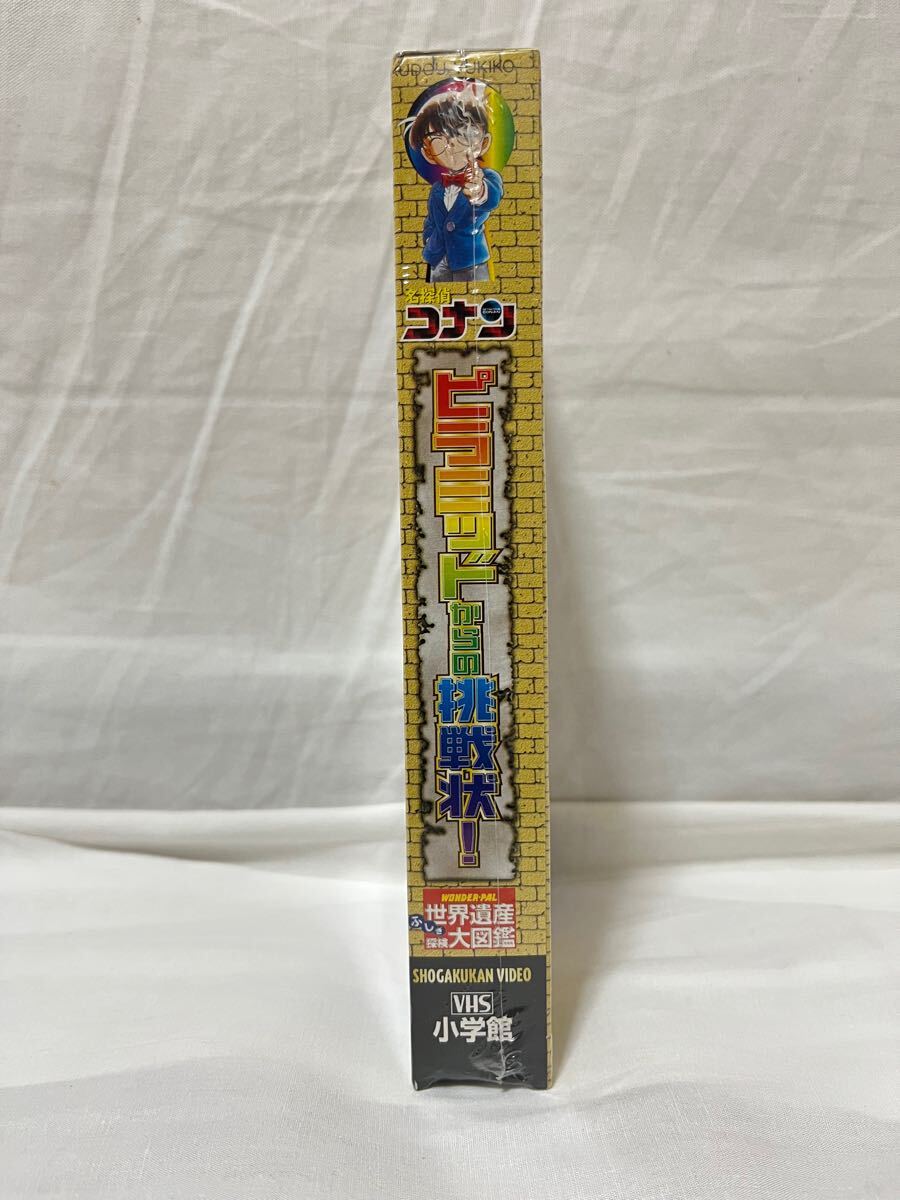 YUKIKO
名探偵
コナン
ピラミッドからの挑戦状!
WONDER・PAL
世界遺産
ふしぎ
探検
大図鑑
SHOGAKUKAN VIDEO
VHS
小学館